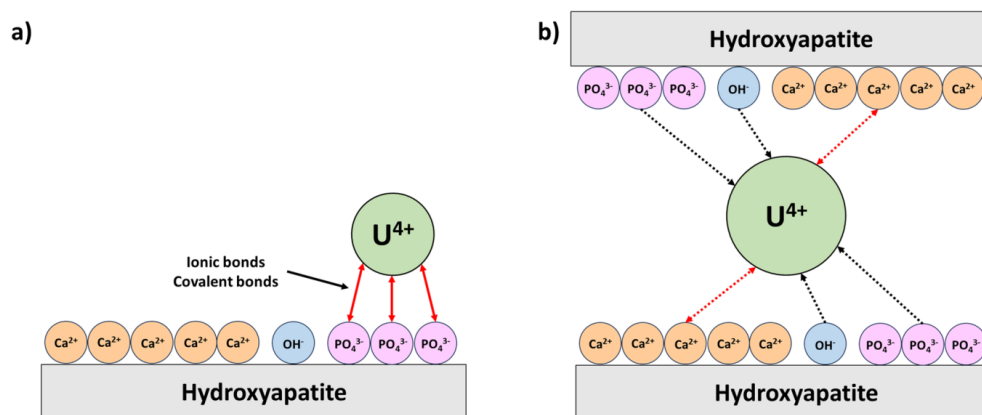 a)
U⁴⁺
Ionic bonds
Covalent bonds
Ca²⁺ Ca²⁺ Ca²⁺ Ca²⁺ Ca²⁺ OH⁻ PO₄³⁻ PO₄³⁻ PO₄³⁻
Hydroxyapatite
b)
Hydroxyapatite
PO₄³⁻ PO₄³⁻ PO₄³⁻ OH⁻ Ca²⁺ Ca²⁺ Ca²⁺ Ca²⁺ Ca²⁺
U⁴⁺
Ca²⁺ Ca²⁺ Ca²⁺ Ca²⁺ Ca²⁺ OH⁻ PO₄³⁻ PO₄³⁻ PO₄³⁻
Hydroxyapatite